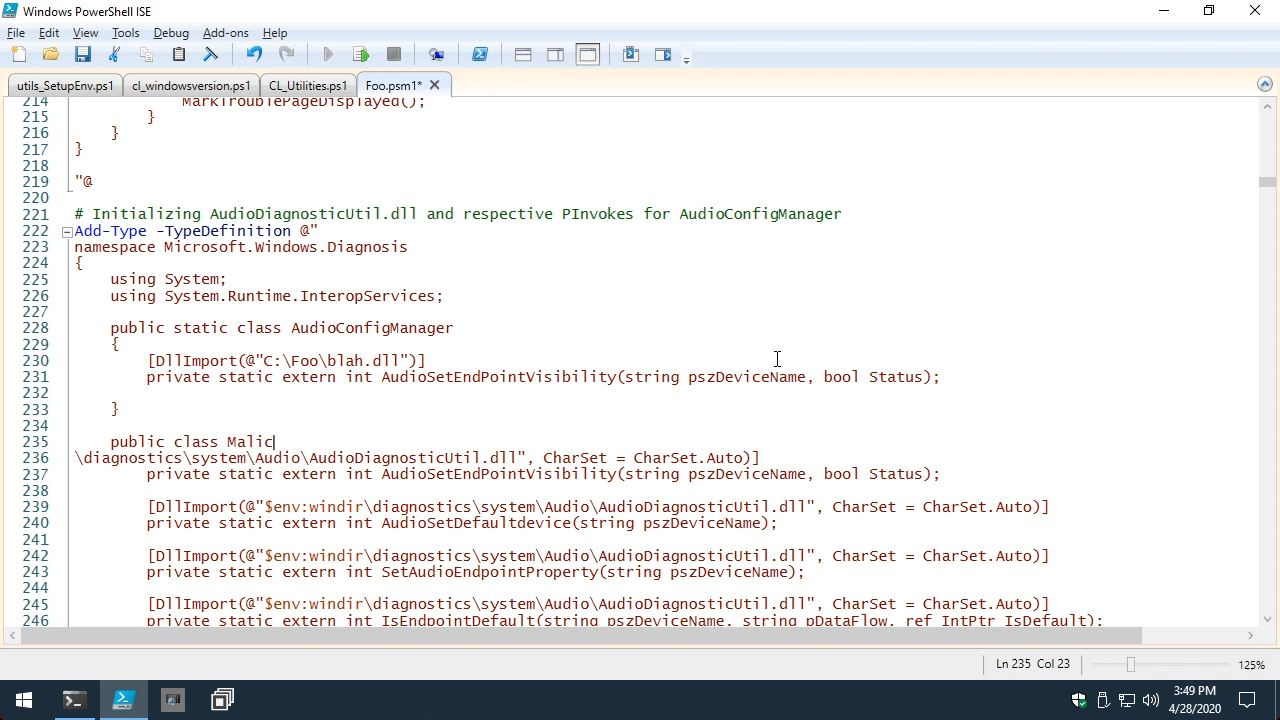 Windows PowerShell ISE
File Edit View Tools Debug Add-ons Help
utils_SetupEnv.ps1 cl_windowsversion.ps1 CL_Utilities.ps1 Foo.psm1*
214 MarkTroublePageDisplayed();
215 }
216 }
217 }
218
219 "@
220
221 # Initializing AudioDiagnosticUtil.dll and respective PInvokes for AudioConfigManager
222 Add-Type -TypeDefinition @"
223 namespace Microsoft.Windows.Diagnosis
224 {
225 using System;
226 using System.Runtime.InteropServices;
227
228 public static class AudioConfigManager
229 {
230 [DllImport(@"C:\Foo\blah.dll")]
231 private static extern int AudioSetEndPointVisibility(string pszDeviceName, bool Status);
232
233 }
234
235 public class Malic
236 \diagnostics\system\Audio\AudioDiagnosticUtil.dll", CharSet = CharSet.Auto)]
237 private static extern int AudioSetEndPointVisibility(string pszDeviceName, bool Status);
238
239 [DllImport(@"$env:windir\diagnostics\system\Audio\AudioDiagnosticUtil.dll", CharSet = CharSet.Auto)]
240 private static extern int AudioSetDefaultdevice(string pszDeviceName);
241
242 [DllImport(@"$env:windir\diagnostics\system\Audio\AudioDiagnosticUtil.dll", CharSet = CharSet.Auto)]
243 private static extern int SetAudioEndpointProperty(string pszDeviceName);
244
245 [DllImport(@"$env:windir\diagnostics\system\Audio\AudioDiagnosticUtil.dll", CharSet = CharSet.Auto)]
246 private static extern int IsEndpointDefault(string pszDeviceName, string pDataFlow, ref IntPtr IsDefault);
Ln 235 Col 23 125%
3:49 PM
4/28/2020